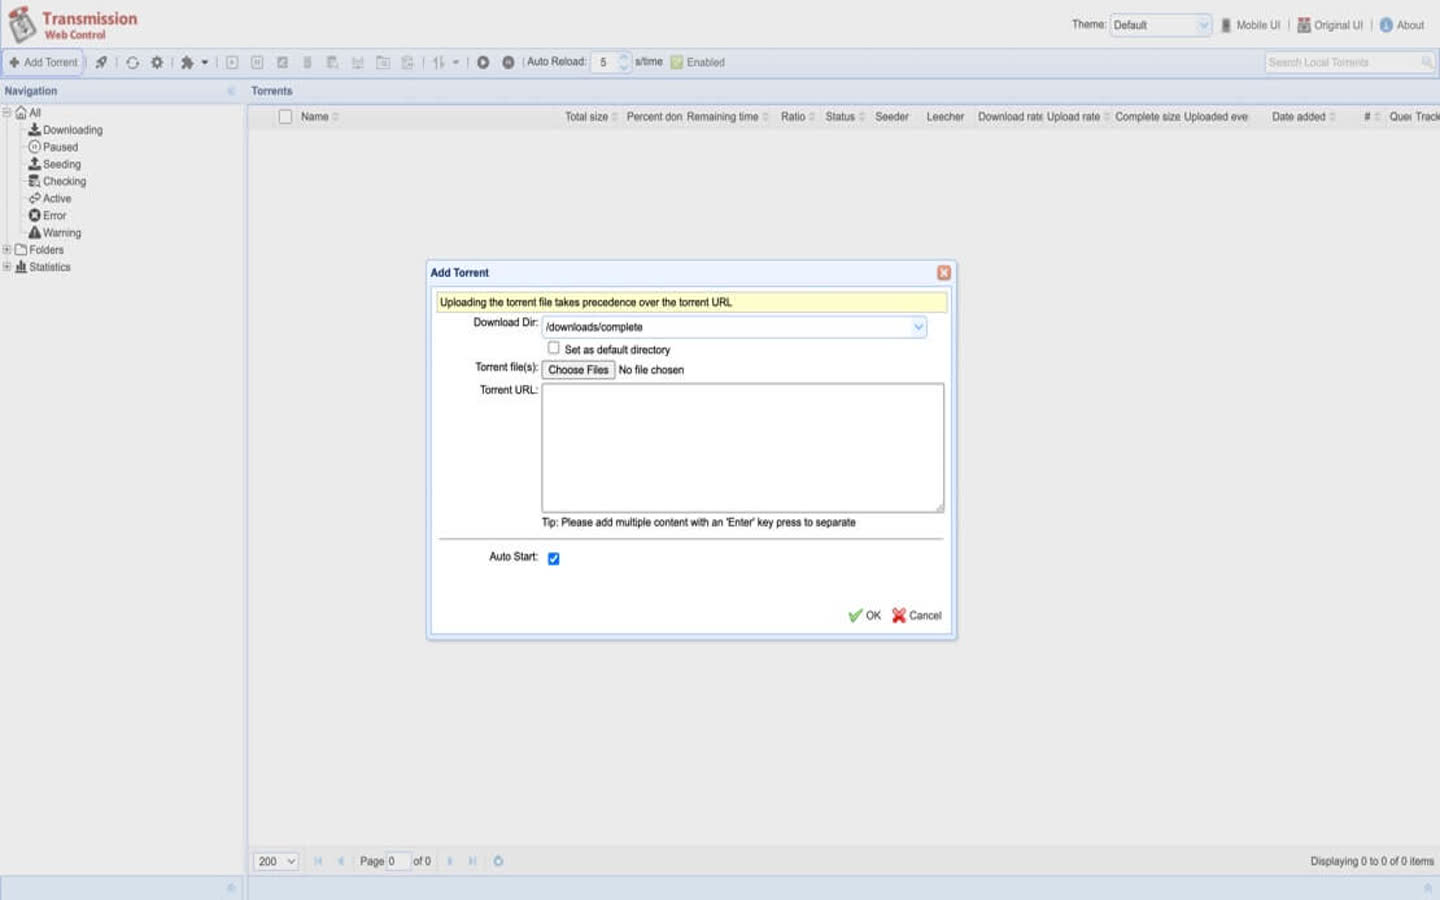 Transmission
Web Control
Theme: Default Mobile UI | Original UI | About
Add Torrent | | | | | Auto Reload: 5 s/time Enabled Search Local Torrents
Navigation
Torrents
All
Downloading
Paused
Seeding
Checking
Active
Error
Warning
Folders
Statistics
Name Total size Percent don Remaining time Ratio Status Seeder Leecher Download rate Upload rate Complete size Uploaded eve Date added # Quer Track
Add Torrent
Uploading the torrent file takes precedence over the torrent URL
Download Dir: /downloads/complete
Set as default directory
Torrent file(s): Choose Files No file chosen
Torrent URL:
Tip: Please add multiple content with an 'Enter' key press to separate
Auto Start:
OK Cancel
200 Page 0 of 0 Displaying 0 to 0 of 0 items